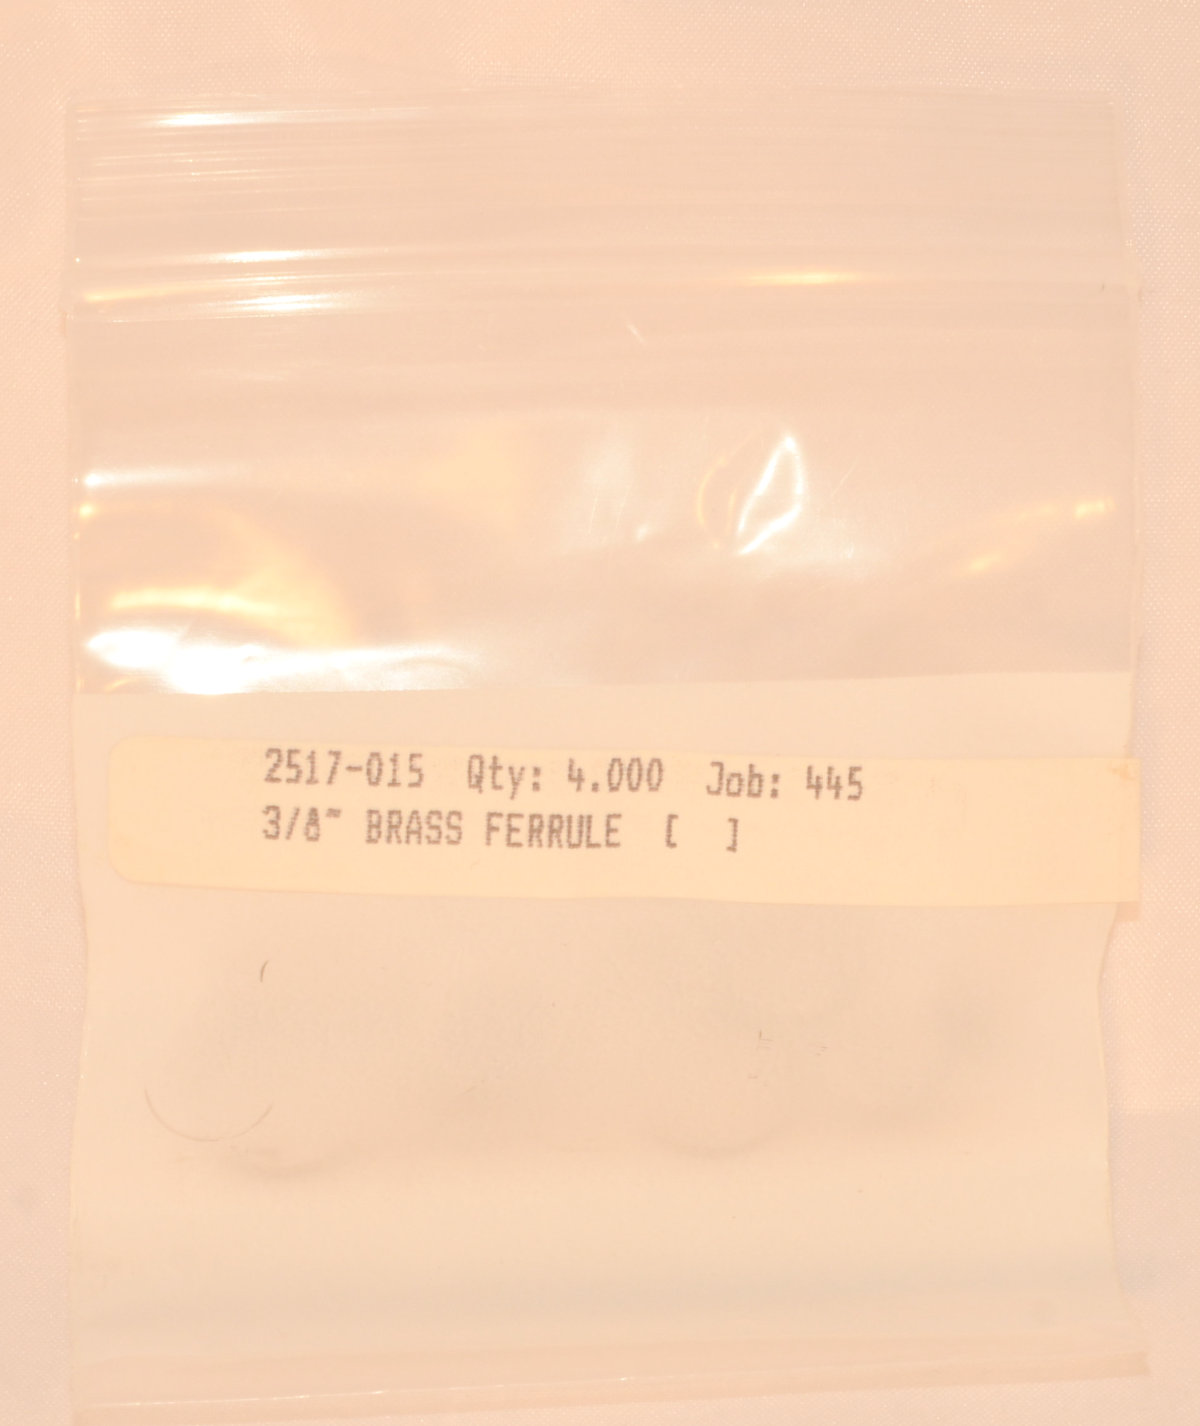 2517-015 Qty: 4.000 Job: 445
3/8" BRASS FERRULE [ ]